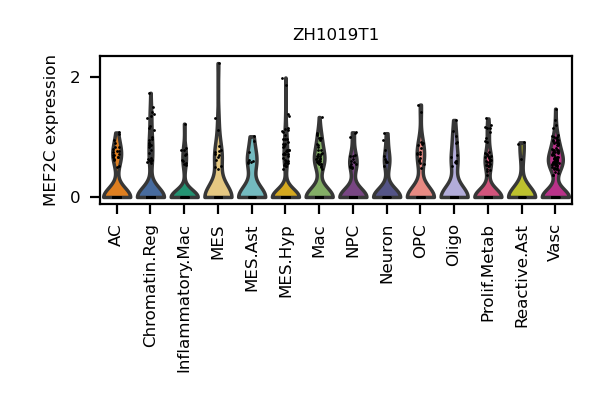 ZH1019T1
MEF2C expression
2
0
AC
Chromatin.Reg
Inflammatory.Mac
MES
MES.Ast
MES.Hyp
Mac
NPC
Neuron
OPC
Oligo
Prolif.Metab
Reactive.Ast
Vasc